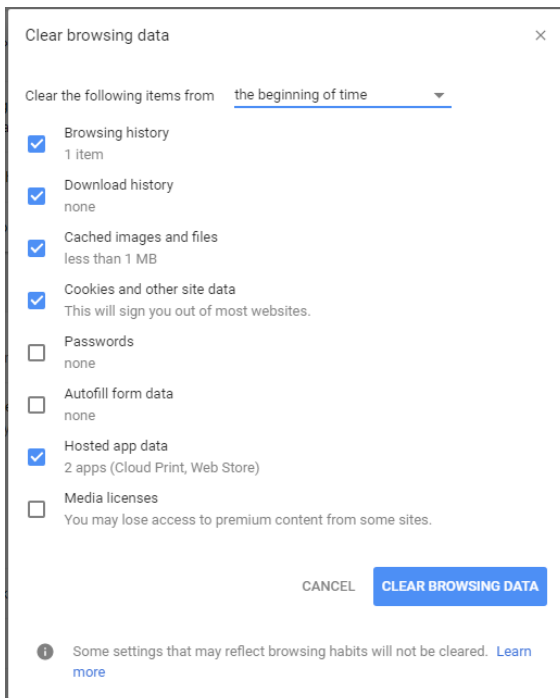 Clear browsing data
Clear the following items from the beginning of time
Browsing history
1 item
Download history
none
Cached images and files
less than 1 MB
Cookies and other site data
This will sign you out of most websites.
Passwords
none
Autofill form data
none
Hosted app data
2 apps (Cloud Print, Web Store)
Media licenses
You may lose access to premium content from some sites.
CANCEL CLEAR BROWSING DATA
Some settings that may reflect browsing habits will not be cleared. Learn
more